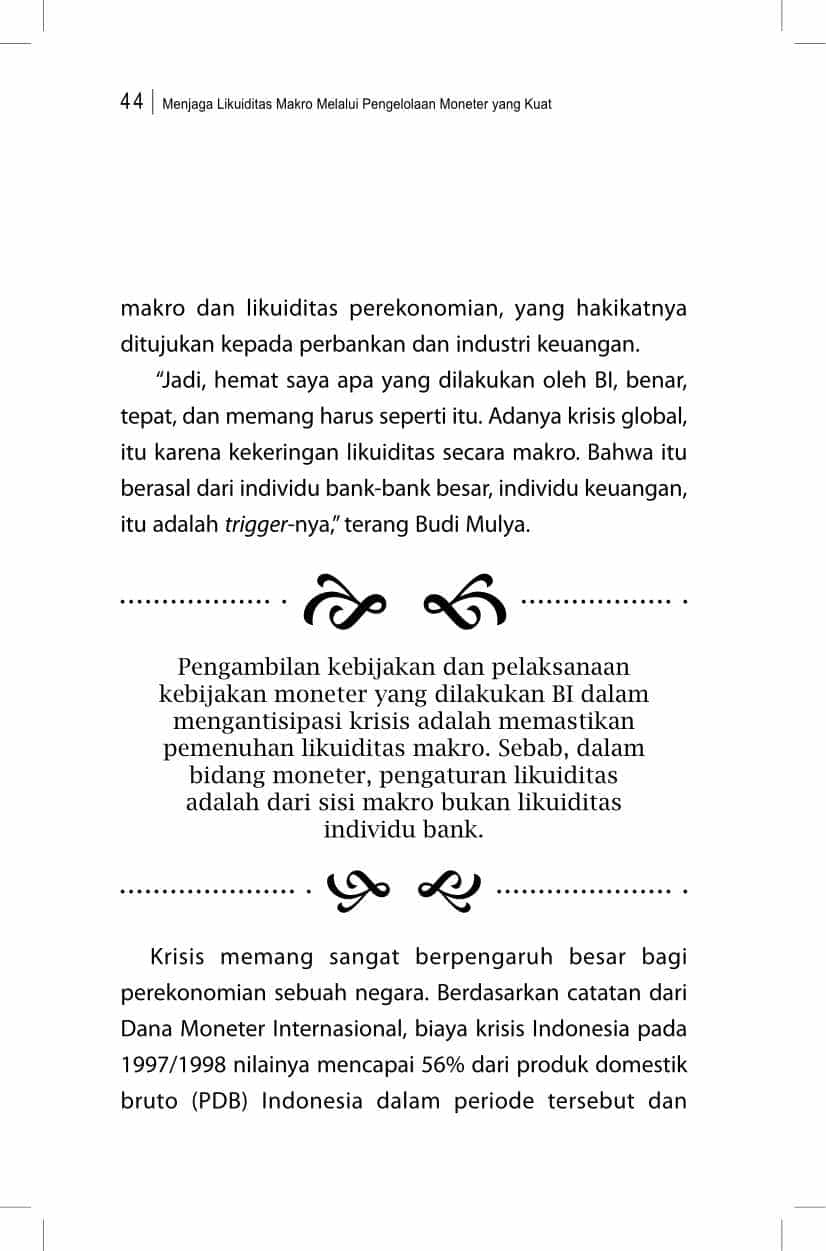 44 Menjaga Likuiditas Makro Melalui Pengelolaan Moneter yang Kuat
makro dan likuiditas perekonomian, yang hakikatnya
ditujukan kepada perbankan dan industri keuangan.
“Jadi, hemat saya apa yang dilakukan oleh BI, benar,
tepat, dan memang harus seperti itu. Adanya krisis global,
itu karena kekeringan likuiditas secara makro. Bahwa itu
berasal dari individu bank-bank besar, individu keuangan,
itu adalah trigger-nya,” terang Budi Mulya.
Pengambilan kebijakan dan pelaksanaan
kebijakan moneter yang dilakukan BI dalam
mengantisipasi krisis adalah memastikan
pemenuhan likuiditas makro. Sebab, dalam
bidang moneter, pengaturan likuiditas
adalah dari sisi makro bukan likuiditas
individu bank.
Krisis memang sangat berpengaruh besar bagi
perekonomian sebuah negara. Berdasarkan catatan dari
Dana Moneter Internasional, biaya krisis Indonesia pada
1997/1998 nilainya mencapai 56% dari produk domestik
bruto (PDB) Indonesia dalam periode tersebut dan